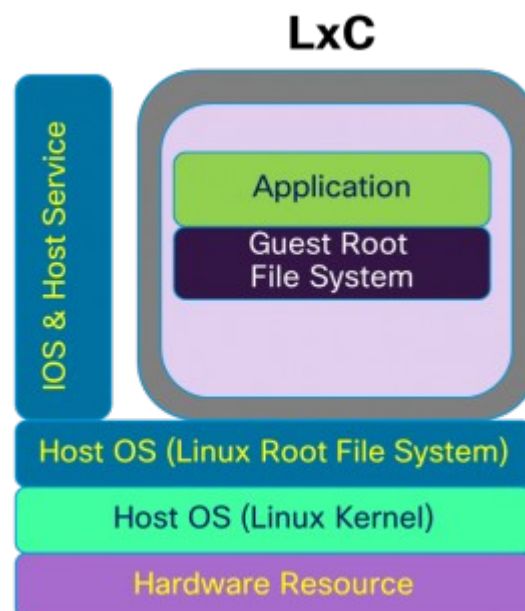 LxC
IOS & Host Service
Application
Guest Root
File System
Host OS (Linux Root File System)
Host OS (Linux Kernel)
Hardware Resource